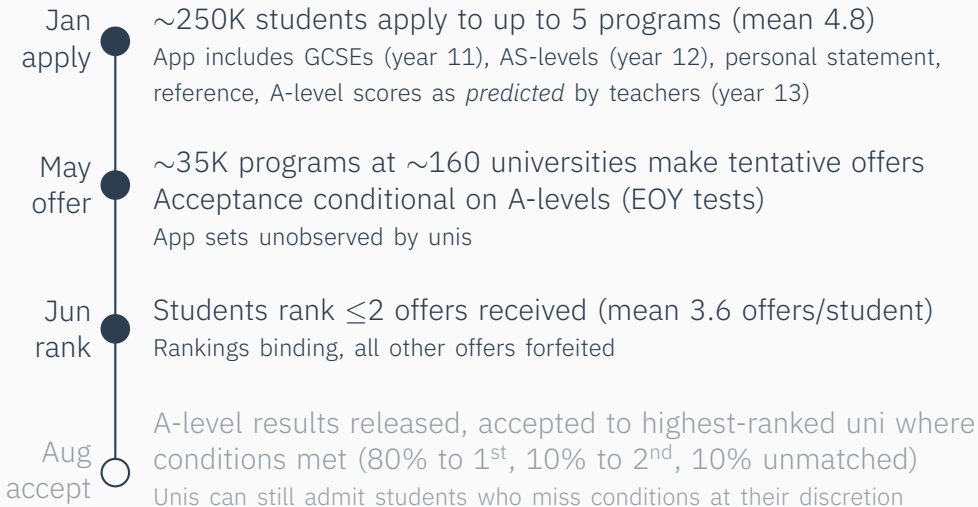 Jan
apply
~250K students apply to up to 5 programs (mean 4.8)
App includes GCSEs (year 11), AS-levels (year 12), personal statement,
reference, A-level scores as predicted by teachers (year 13)
May
offer
~35K programs at ~160 universities make tentative offers
Acceptance conditional on A-levels (EOY tests)
App sets unobserved by unis
Jun
rank
Students rank ≤2 offers received (mean 3.6 offers/student)
Rankings binding, all other offers forfeited
Aug
accept
A-level results released, accepted to highest-ranked uni where
conditions met (80% to 1st, 10% to 2nd, 10% unmatched)
Unis can still admit students who miss conditions at their discretion